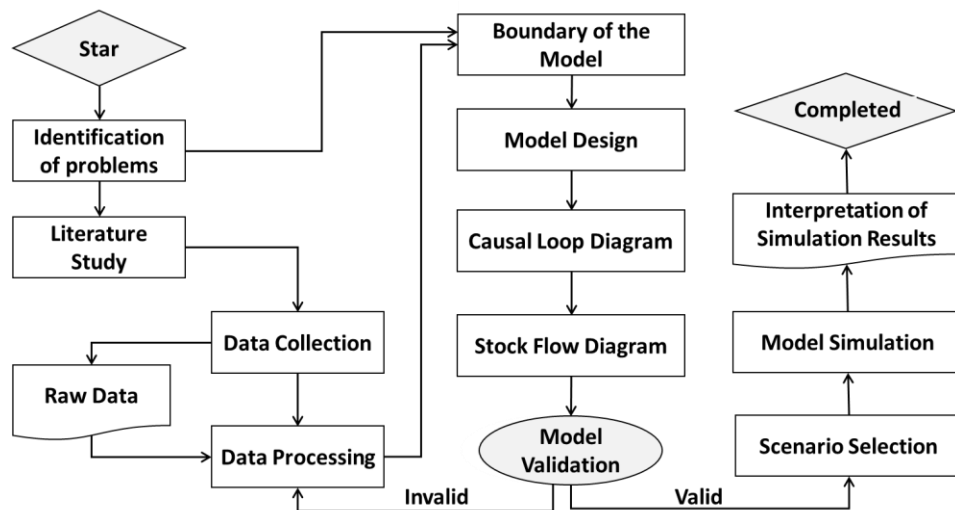 Star
Identification
of problems
Literature
Study
Data Collection
Raw Data
Data Processing
Boundary of the
Model
Model Design
Causal Loop Diagram
Stock Flow Diagram
Model
Validation
Invalid
Valid
Scenario Selection
Model Simulation
Interpretation of
Simulation Results
Completed